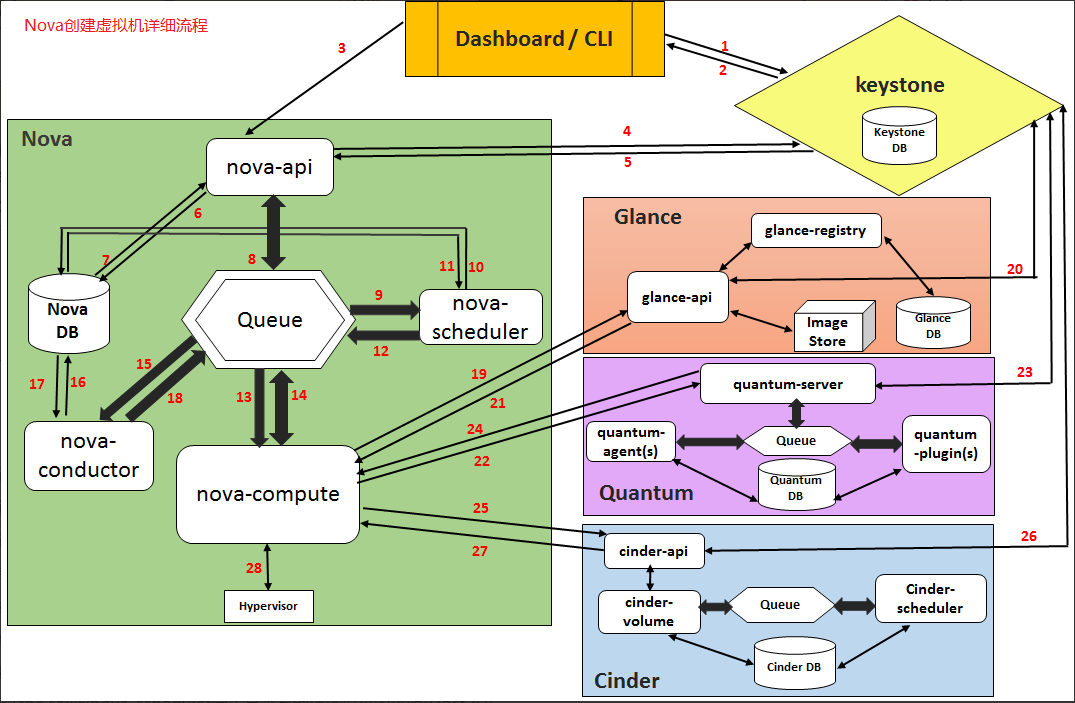 Nova创建虚拟机详细流程
Dashboard / CLI
1
2
3
keystone
Keystone
DB
Nova
nova-api
4
5
6
7
8
Nova
DB
Queue
9
10
11
12
nova-
scheduler
13
14
15
16
17
18
nova-
conductor
nova-compute
28
Hypervisor
19
21
24
22
25
27
Glance
glance-registry
glance-api
20
Image
Store
Glance
DB
quantum-server
23
quantum-
agent(s)
Queue
quantum
-plugin(s)
Quantum
DB
Quantum
cinder-api
26
cinder-
volume
Queue
Cinder-
scheduler
Cinder DB
Cinder